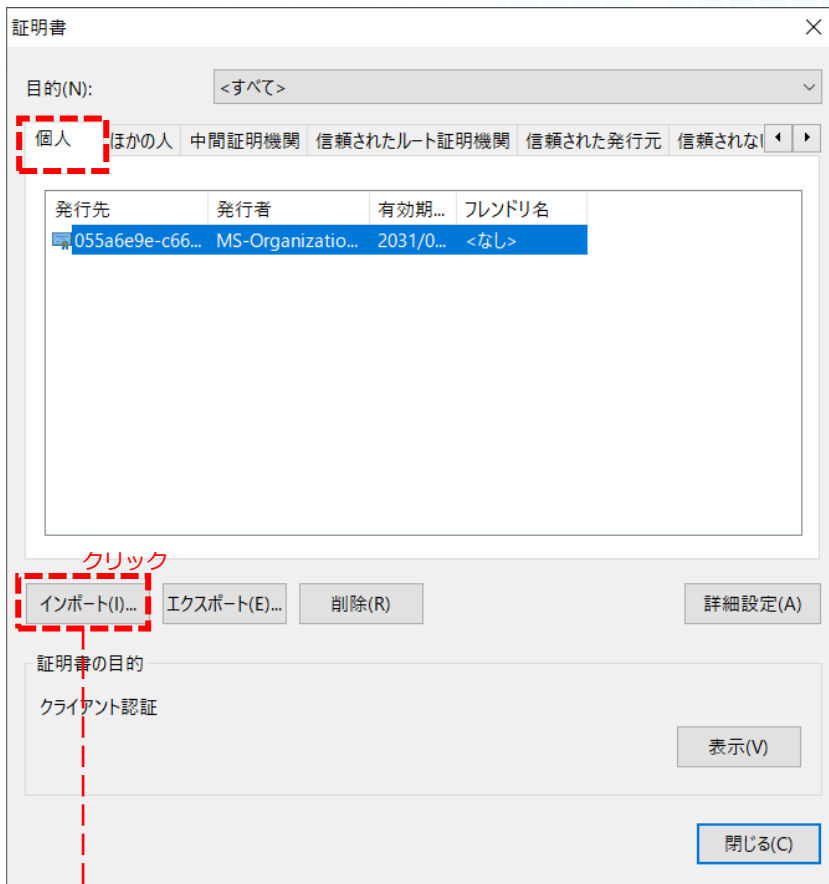 証明書
目的(N): <すべて>
個人 ほかの人 中間証明機関 信頼されたルート証明機関 信頼された発行元 信頼されない
発行先 発行者 有効期... フレンドリ名
055a6e9e-c66... MS-Organizatio... 2031/0... <なし>
クリック
インポート(I)... エクスポート(E)... 削除(R) 詳細設定(A)
証明書の目的
クライアント認証
表示(V)
閉じる(C)